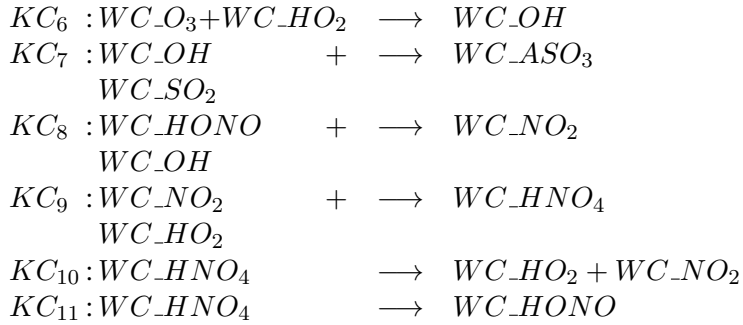 KC₆ : WC_O₃+WC_HO₂ ⟶ WC_OH
KC₇ : WC_OH + ⟶ WC_ASO₃
WC_SO₂
KC₈ : WC_HONO + ⟶ WC_NO₂
WC_OH
KC₉ : WC_NO₂ + ⟶ WC_HNO₄
WC_HO₂
KC₁₀ : WC_HNO₄ ⟶ WC_HO₂ + WC_NO₂
KC₁₁ : WC_HNO₄ ⟶ WC_HONO